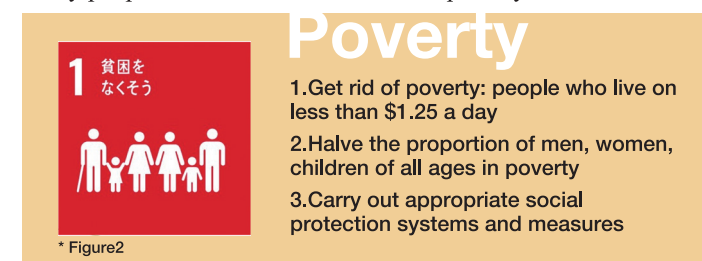 Poverty
1 貧困を
なくそう
1.Get rid of poverty: people who live on
less than $1.25 a day
2.Halve the proportion of men, women,
children of all ages in poverty
3.Carry out appropriate social
protection systems and measures
* Figure2